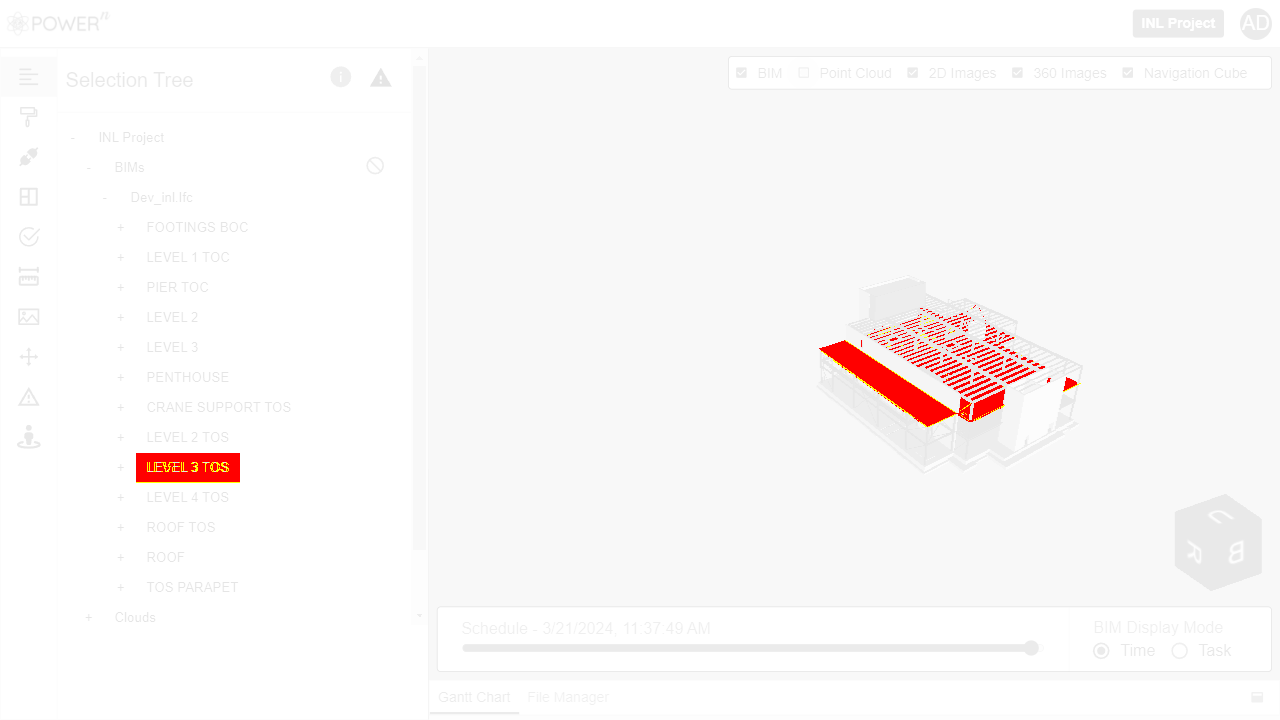 POWER n
INL Project
AD
Selection Tree
BIM
Point Cloud
2D Images
360 Images
Navigation Cube
- INL Project
- BIMs
- Dev_Inl.Ifc
+ FOOTINGS BOC
+ LEVEL 1 TOC
+ PIER TOC
+ LEVEL 2
+ LEVEL 3
+ PENTHOUSE
+ CRANE SUPPORT TOS
+ LEVEL 2 TOS
+ LEVEL 3 TOS
+ LEVEL 4 TOS
+ ROOF TOS
+ ROOF
+ TOS PARAPET
+ Clouds
U
R
B
Schedule - 3/21/2024, 11:37:49 AM
BIM Display Mode
Time
Task
Gantt Chart
File Manager